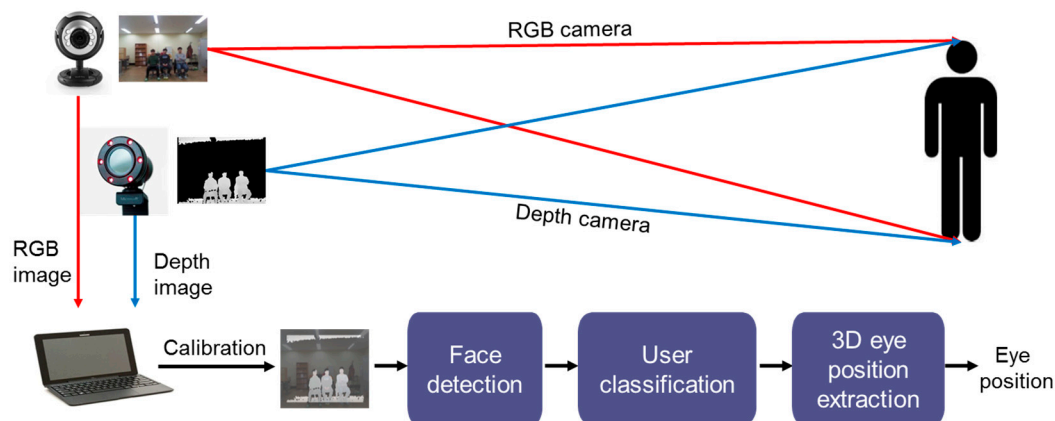 RGB camera
Depth camera
RGB
image
Depth
image
Calibration
Face
detection
User
classification
3D eye
position
extraction
Eye
position